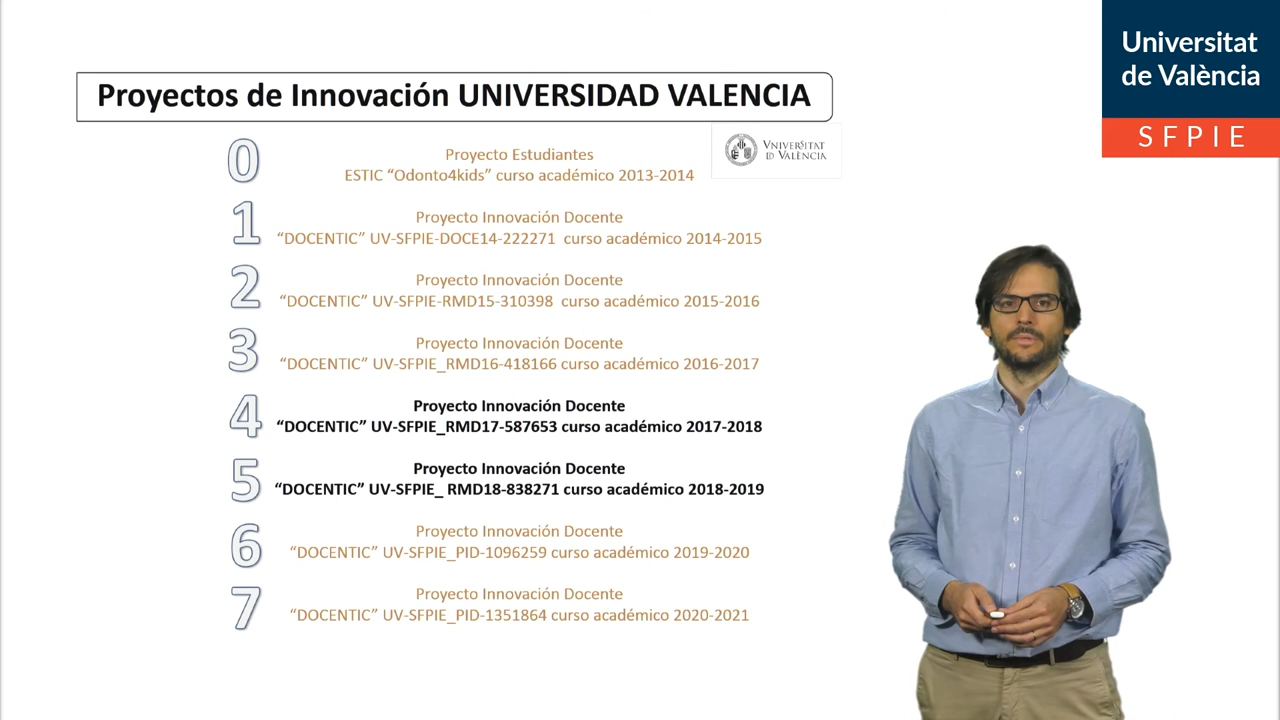 Universitat
de València
SFPIE
Proyectos de Innovación UNIVERSIDAD VALENCIA
VNIVERSITAT
ID VALÈNCIA
0
Proyecto Estudiantes
ESTIC “Odonto4kids” curso académico 2013-2014
1
Proyecto Innovación Docente
“DOCENTIC” UV-SFPIE-DOCE14-222271 curso académico 2014-2015
2
Proyecto Innovación Docente
“DOCENTIC” UV-SFPIE-RMD15-310398 curso académico 2015-2016
3
Proyecto Innovación Docente
“DOCENTIC” UV-SFPIE_RMD16-418166 curso académico 2016-2017
4
Proyecto Innovación Docente
“DOCENTIC” UV-SFPIE_RMD17-587653 curso académico 2017-2018
5
Proyecto Innovación Docente
“DOCENTIC” UV-SFPIE_ RMD18-838271 curso académico 2018-2019
6
Proyecto Innovación Docente
“DOCENTIC” UV-SFPIE_PID-1096259 curso académico 2019-2020
7
Proyecto Innovación Docente
“DOCENTIC” UV-SFPIE_PID-1351864 curso académico 2020-2021